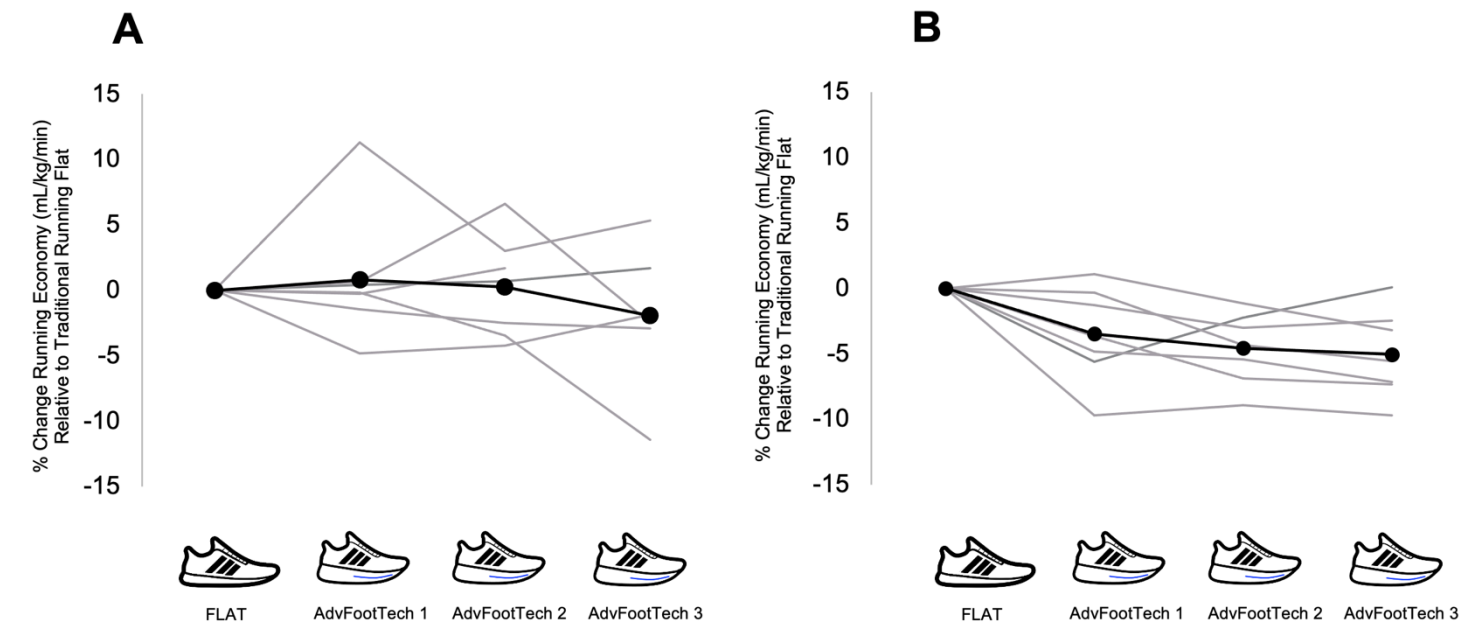 A
% Change Running Economy (mL/kg/min)
Relative to Traditional Running Flat
15
10
5
0
-5
-10
-15
FLAT
AdvFootTech 1
AdvFootTech 2
AdvFootTech 3
B
% Change Running Economy (mL/kg/min)
Relative to Traditional Running Flat
15
10
5
0
-5
-10
-15
FLAT
AdvFootTech 1
AdvFootTech 2
AdvFootTech 3